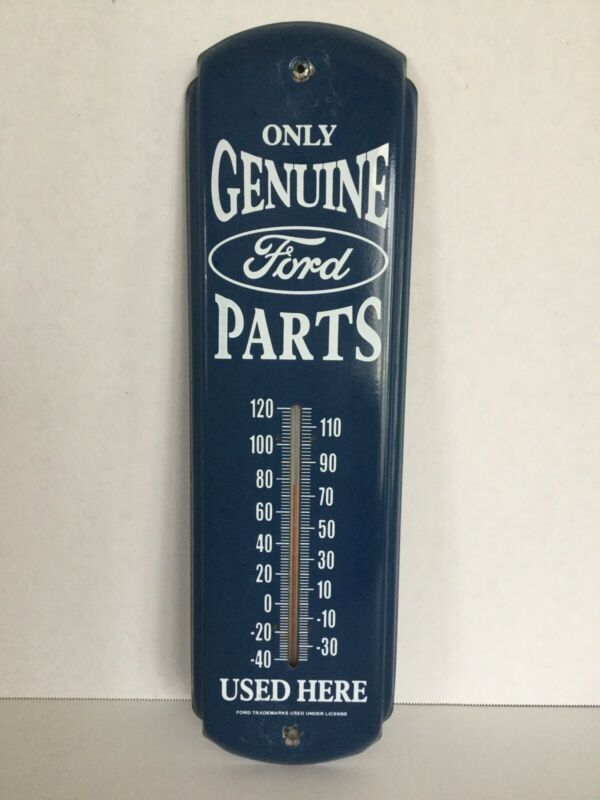 ONLY
GENUINE
Ford
PARTS
120
110
100
90
80
70
60
50
40
30
20
10
0
-10
-20
-30
-40
USED HERE
FORD TRADEMARKS USED UNDER LICENSE